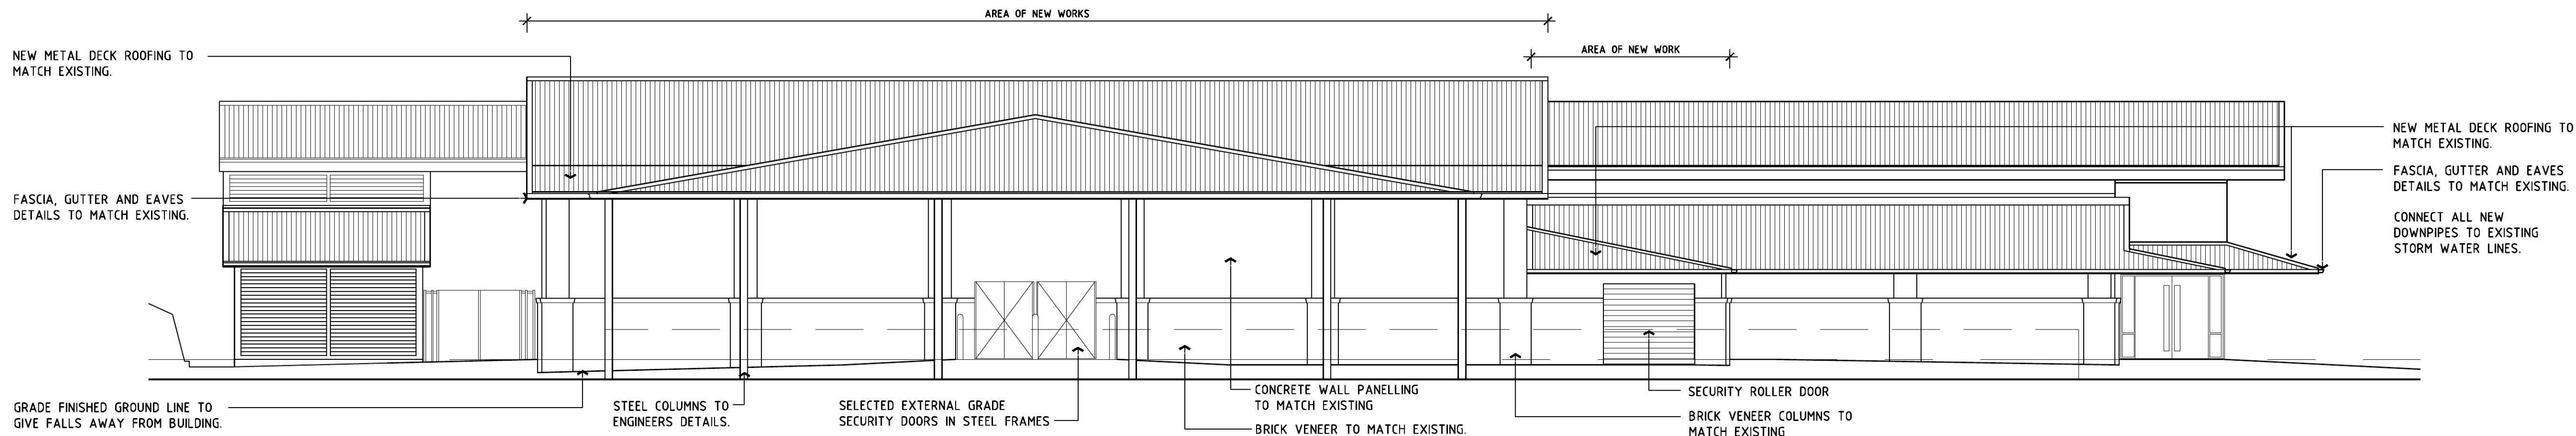 AREA OF NEW WORKS
AREA OF NEW WORK
NEW METAL DECK ROOFING TO
MATCH EXISTING.
FASCIA, GUTTER AND EAVES
DETAILS TO MATCH EXISTING.
NEW METAL DECK ROOFING TO
MATCH EXISTING.
FASCIA, GUTTER AND EAVES
DETAILS TO MATCH EXISTING.
CONNECT ALL NEW
DOWNPIPES TO EXISTING
STORM WATER LINES.
GRADE FINISHED GROUND LINE TO
GIVE FALLS AWAY FROM BUILDING.
STEEL COLUMNS TO
ENGINEERS DETAILS.
SELECTED EXTERNAL GRADE
SECURITY DOORS IN STEEL FRAMES
CONCRETE WALL PANELLING
TO MATCH EXISTING
BRICK VENEER TO MATCH EXISTING.
SECURITY ROLLER DOOR
BRICK VENEER COLUMNS TO
MATCH EXISTING